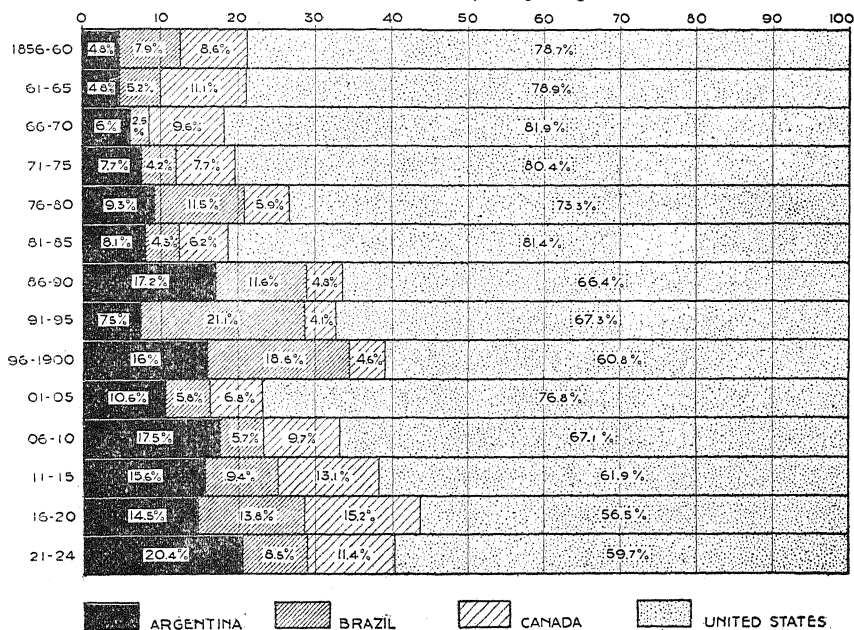 0 10 20 30 40 50 60 70 80 90 100
1856-60 4.8% 7.9% 8.6% 78.7%
61-65 4.8% 5.2% 11.1% 78.9%
66-70 6% 2.5% 9.6% 81.9%
71-75 7.7% 4.2% 7.7% 80.4%
76-80 9.3% 11.5% 5.9% 73.3%
81-85 8.1% 4.3% 6.2% 81.4%
86-90 17.2% 11.6% 4.8% 66.4%
91-95 7.5% 21.1% 4.1% 67.3%
96-1900 16% 18.6% 4.6% 60.8%
01-05 10.6% 5.8% 6.8% 76.8%
06-10 17.5% 5.7% 9.7% 67.1%
11-15 15.6% 9.4% 13.1% 61.9%
16-20 14.5% 13.8% 15.2% 56.5%
21-24 20.4% 8.5% 11.4% 59.7%
ARGENTINA BRAZIL CANADA UNITED STATES